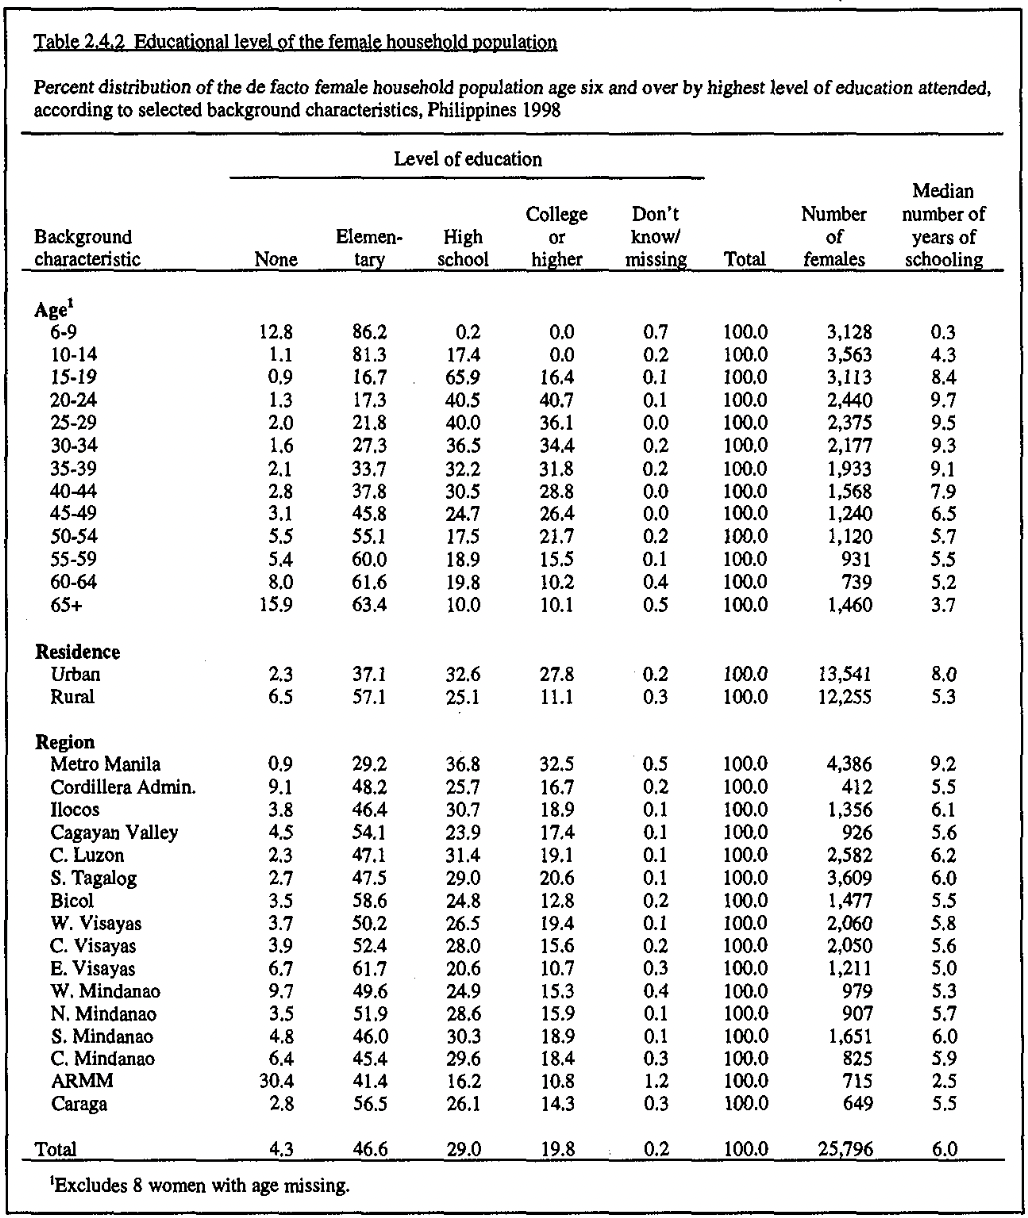 Table 2.4.2 Educational level of the female household population
Percent distribution of the de facto female household population age six and over by highest level of education attended,
according to selected background characteristics, Philippines 1998
Level of education
Median
College Don't Number number of
Background Elemen- High or know/ of years of
characteristic None tary school higher missing Total females schooling
Age¹
6-9 12.8 86.2 0.2 0.0 0.7 100.0 3,128 0.3
10-14 1.1 81.3 17.4 0.0 0.2 100.0 3,563 4.3
15-19 0.9 16.7 65.9 16.4 0.1 100.0 3,113 8.4
20-24 1.3 17.3 40.5 40.7 0.1 100.0 2,440 9.7
25-29 2.0 21.8 40.0 36.1 0.0 100.0 2,375 9.5
30-34 1.6 27.3 36.5 34.4 0.2 100.0 2,177 9.3
35-39 2.1 33.7 32.2 31.8 0.2 100.0 1,933 9.1
40-44 2.8 37.8 30.5 28.8 0.0 100.0 1,568 7.9
45-49 3.1 45.8 24.7 26.4 0.0 100.0 1,240 6.5
50-54 5.5 55.1 17.5 21.7 0.2 100.0 1,120 5.7
55-59 5.4 60.0 18.9 15.5 0.1 100.0 931 5.5
60-64 8.0 61.6 19.8 10.2 0.4 100.0 739 5.2
65+ 15.9 63.4 10.0 10.1 0.5 100.0 1,460 3.7
Residence
Urban 2.3 37.1 32.6 27.8 0.2 100.0 13,541 8.0
Rural 6.5 57.1 25.1 11.1 0.3 100.0 12,255 5.3
Region
Metro Manila 0.9 29.2 36.8 32.5 0.5 100.0 4,386 9.2
Cordillera Admin. 9.1 48.2 25.7 16.7 0.2 100.0 412 5.5
Ilocos 3.8 46.4 30.7 18.9 0.1 100.0 1,356 6.1
Cagayan Valley 4.5 54.1 23.9 17.4 0.1 100.0 926 5.6
C. Luzon 2.3 47.1 31.4 19.1 0.1 100.0 2,582 6.2
S. Tagalog 2.7 47.5 29.0 20.6 0.1 100.0 3,609 6.0
Bicol 3.5 58.6 24.8 12.8 0.2 100.0 1,477 5.5
W. Visayas 3.7 50.2 26.5 19.4 0.1 100.0 2,060 5.8
C. Visayas 3.9 52.4 28.0 15.6 0.2 100.0 2,050 5.6
E. Visayas 6.7 61.7 20.6 10.7 0.3 100.0 1,211 5.0
W. Mindanao 9.7 49.6 24.9 15.3 0.4 100.0 979 5.3
N. Mindanao 3.5 51.9 28.6 15.9 0.1 100.0 907 5.7
S. Mindanao 4.8 46.0 30.3 18.9 0.1 100.0 1,651 6.0
C. Mindanao 6.4 45.4 29.6 18.4 0.3 100.0 825 5.9
ARMM 30.4 41.4 16.2 10.8 1.2 100.0 715 2.5
Caraga 2.8 56.5 26.1 14.3 0.3 100.0 649 5.5
Total 4.3 46.6 29.0 19.8 0.2 100.0 25,796 6.0
¹Excludes 8 women with age missing.